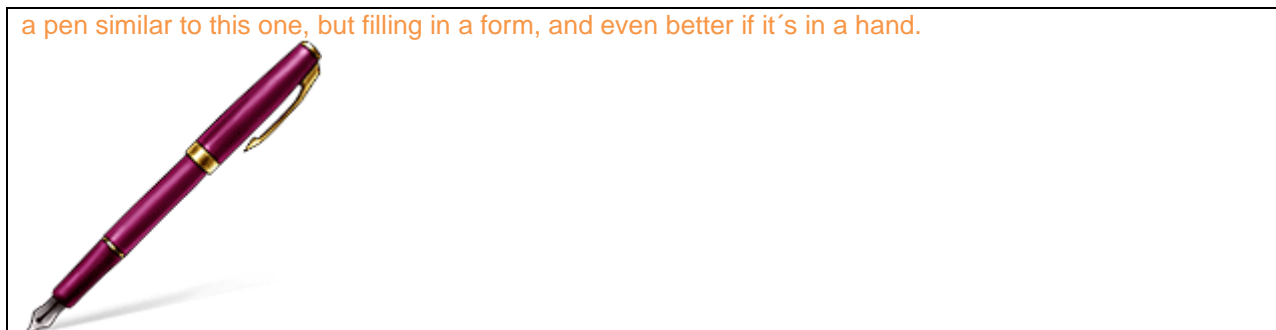 a pen similar to this one, but filling in a form, and even better if it´s in a hand.